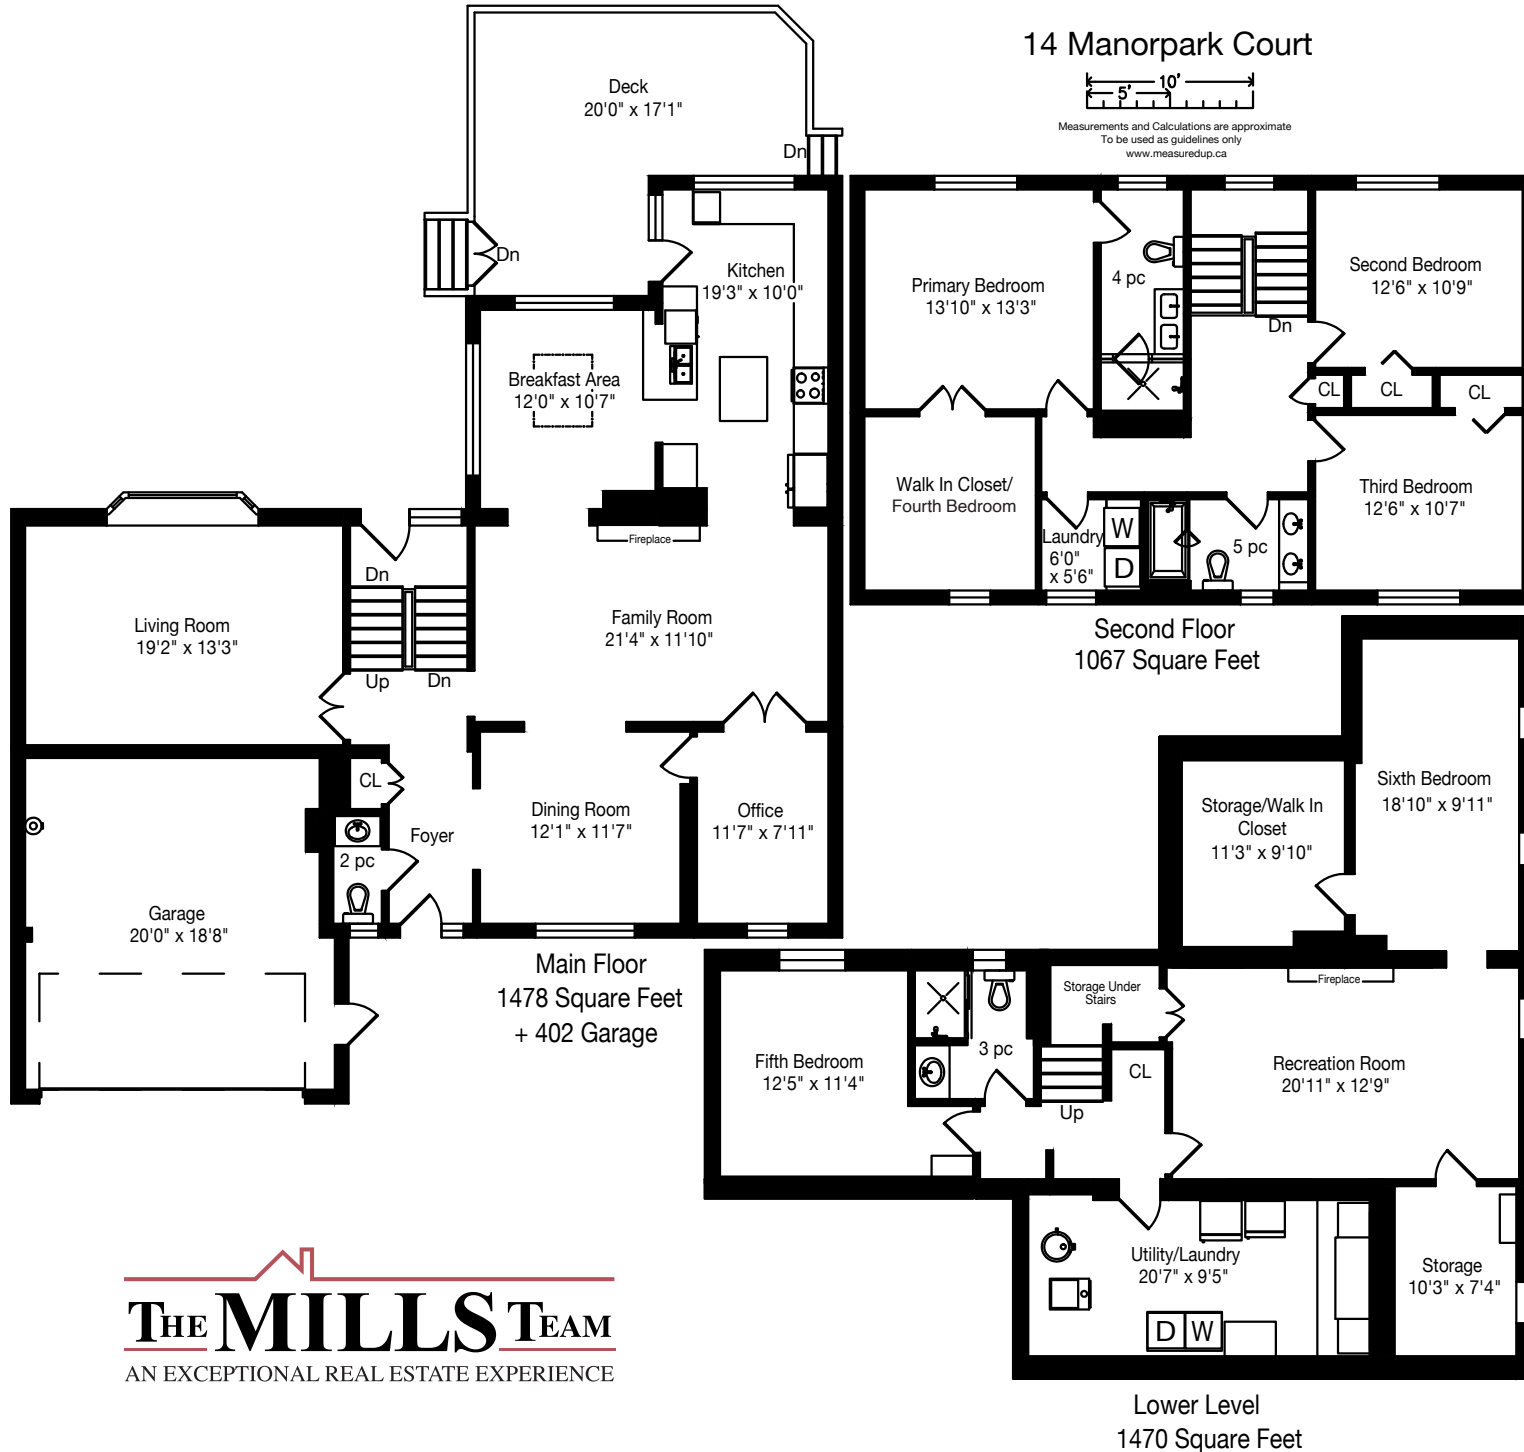 14 Manorpark Court
10'
5'
Measurements and Calculations are approximate
To be used as guidelines only
www.measuredup.ca
Deck
20'0" x 17'1"
Dn
Dn
Kitchen
19'3" x 10'0"
Breakfast Area
12'0" x 10'7"
Fireplace
Living Room
19'2" x 13'3"
Dn
Up
Dn
Family Room
21'4" x 11'10"
CL
Foyer
2 pc
Dining Room
12'1" x 11'7"
Office
11'7" x 7'11"
Garage
20'0" x 18'8"
Main Floor
1478 Square Feet
+ 402 Garage
Primary Bedroom
13'10" x 13'3"
4 pc
Dn
Second Bedroom
12'6" x 10'9"
CL
CL
CL
Walk In Closet/
Fourth Bedroom
Laundry
6'0"
x 5'6"
W
D
5 pc
Third Bedroom
12'6" x 10'7"
Second Floor
1067 Square Feet
Sixth Bedroom
18'10" x 9'11"
Storage/Walk In
Closet
11'3" x 9'10"
Fireplace
Storage Under
Stairs
3 pc
Fifth Bedroom
12'5" x 11'4"
CL
Up
Recreation Room
20'11" x 12'9"
Utility/Laundry
20'7" x 9'5"
D W
Storage
10'3" x 7'4"
Lower Level
1470 Square Feet
THE MILLS TEAM
AN EXCEPTIONAL REAL ESTATE EXPERIENCE